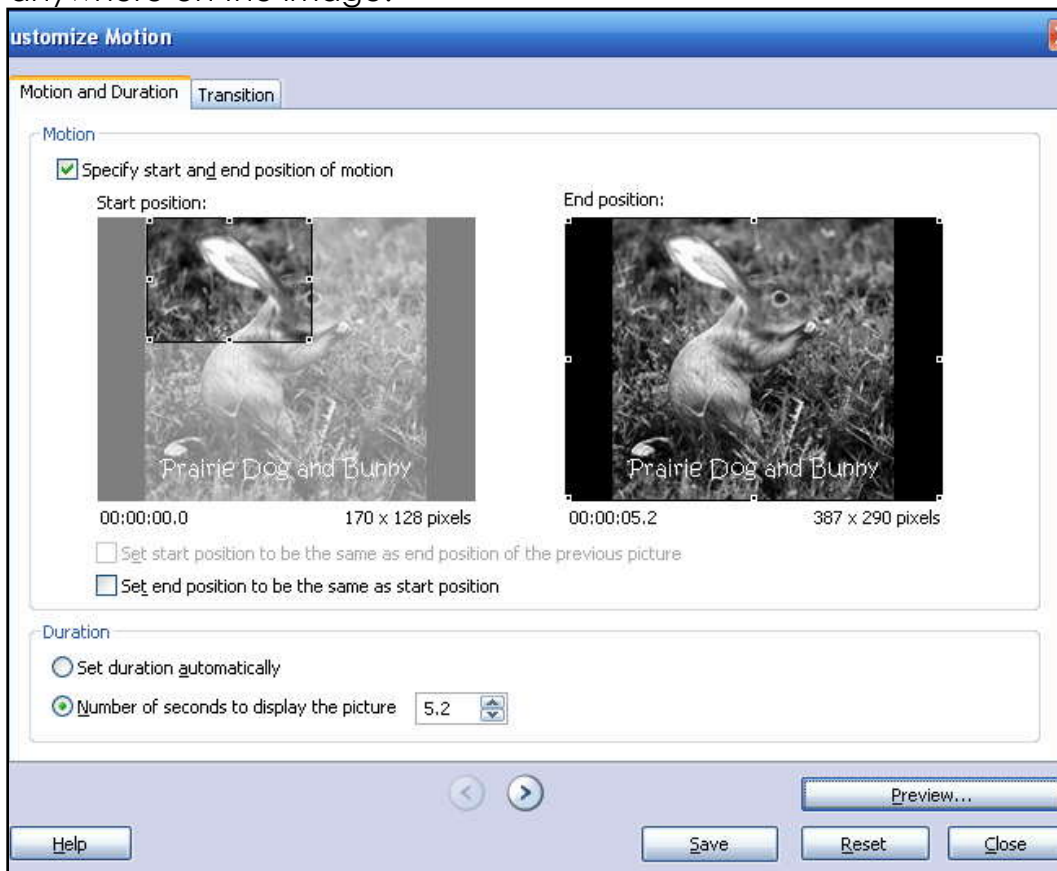 anywhere on the image.
ustomize Motion
Motion and Duration Transition
Motion
Specify start and end position of motion
Start position: End position:
Prairie Dog and Bunny Prairie Dog and Bunny
00:00:00.0 170 x 128 pixels 00:00:05.2 387 x 290 pixels
Set start position to be the same as end position of the previous picture
Set end position to be the same as start position
Duration
Set duration automatically
Number of seconds to display the picture 5.2
Preview...
Help Save Reset Close